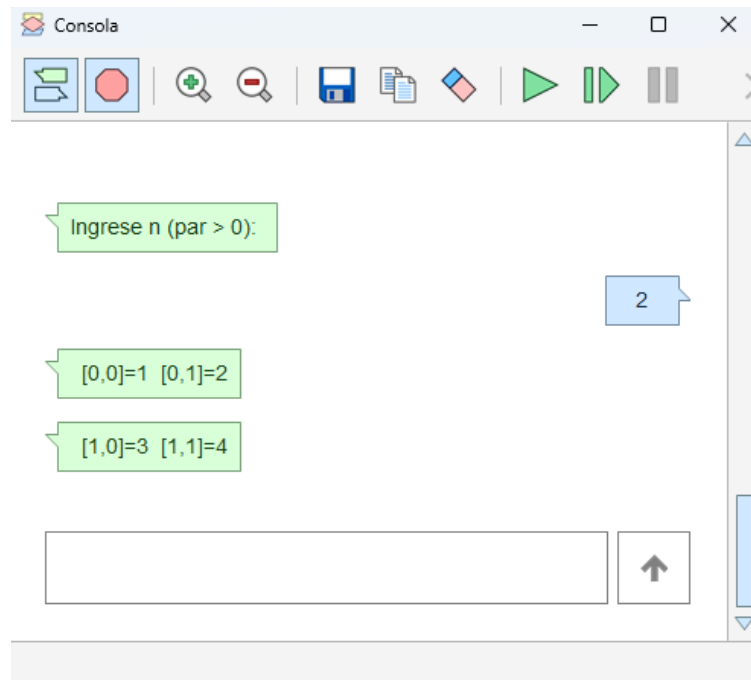 Consola
Ingrese n (par > 0):
2
[0,0]=1 [0,1]=2
[1,0]=3 [1,1]=4